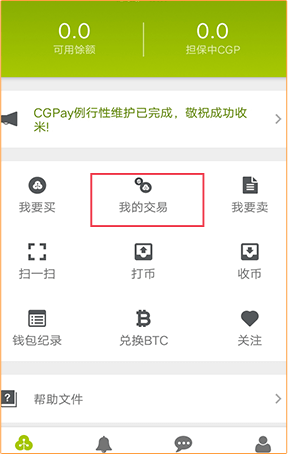 0.0
0.0
可用馀额
担保中CGP
CGPay例行性维护已完成，敬祝成功收
米!
我要买
我的交易
我要卖
扫一扫
打币
收币
钱包纪录
兑换BTC
关注
帮助文件